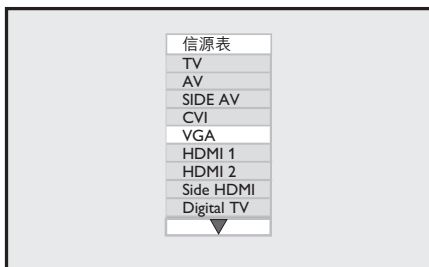 信源表
TV
AV
SIDE AV
CVI
VGA
HDMI 1
HDMI 2
Side HDMI
Digital TV